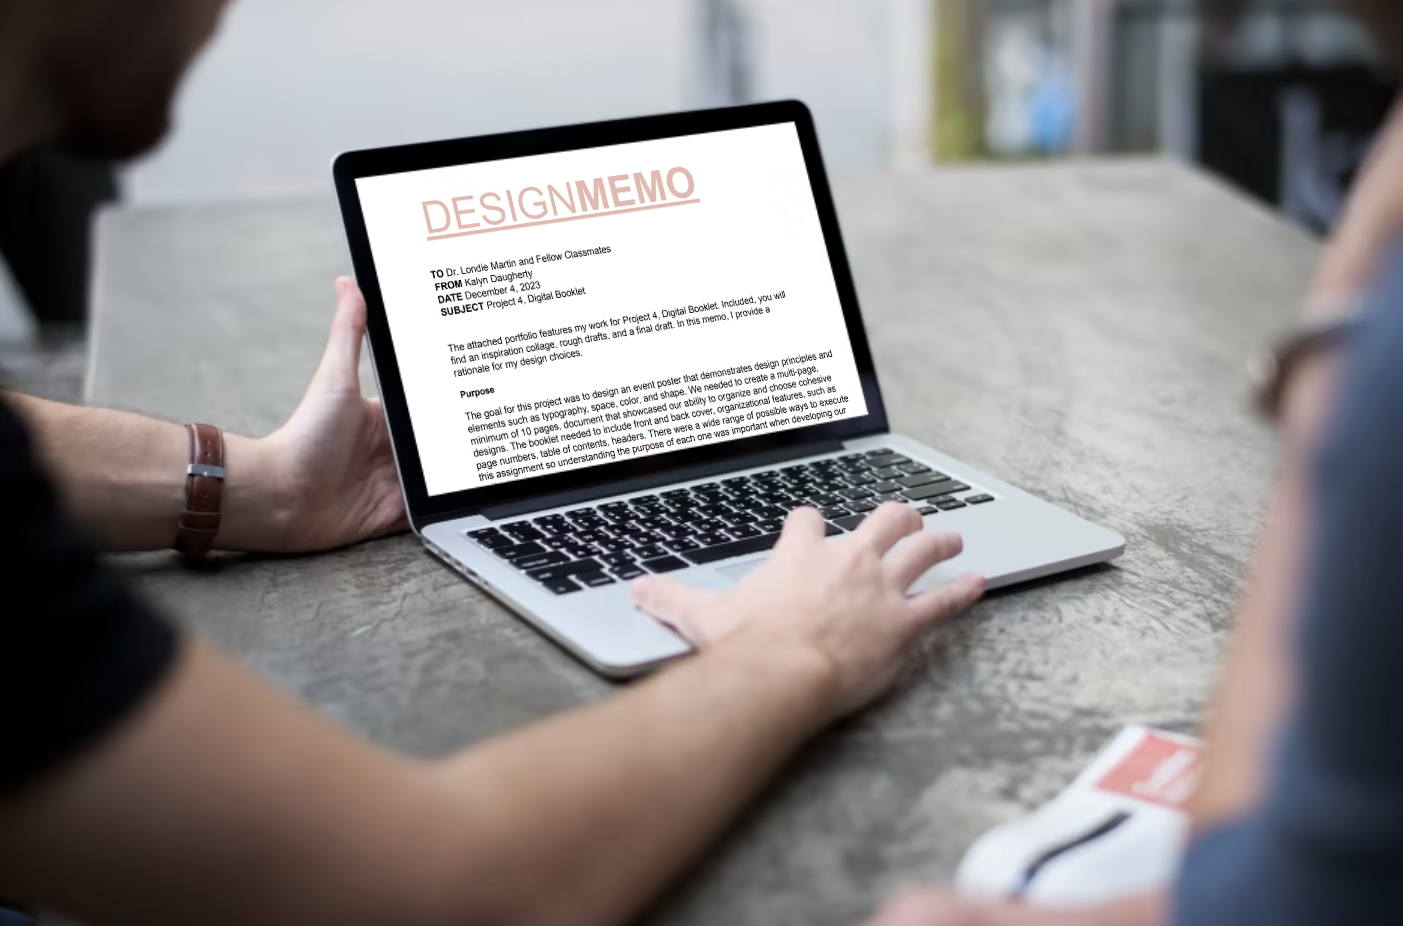 DESIGNMEMO
TO Dr. Londie Martin and Fellow Classmates
FROM Kalyn Daugherty
DATE December 4, 2023
SUBJECT Project 4, Digital Booklet
The attached portfolio features my work for Project 4, Digital Booklet. Included, you will
find an inspiration collage, rough drafts, and a final draft. In this memo, I provide a
rationale for my design choices.
Purpose
The goal for this project was to design an event poster that demonstrates design principles and
elements such as typography, space, color, and shape. We needed to create a multi-page,
minimum of 10 pages, document that showcased our ability to organize and choose cohesive
designs. The booklet needed to include front and back cover, organizational features, such as
page numbers, table of contents, headers. There were a wide range of possible ways to execute
this assignment so understanding the purpose of each one was important when developing our